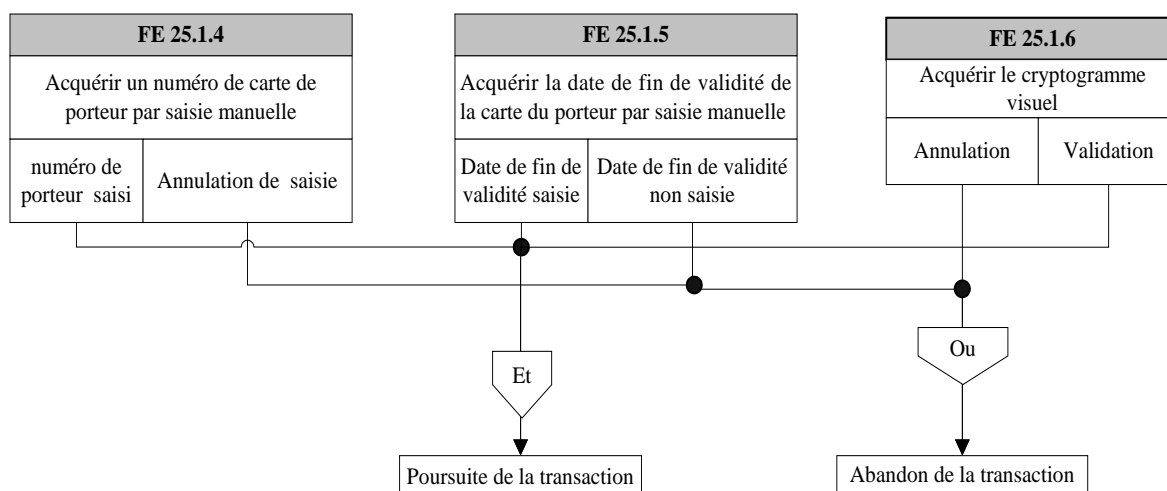 FE 25.1.4
Acquérir un numéro de carte de
porteur par saisie manuelle
numéro de
porteur saisi
Annulation de saisie
FE 25.1.5
Acquérir la date de fin de validité de
la carte du porteur par saisie manuelle
Date de fin de
validité saisie
Date de fin de validité
non saisie
FE 25.1.6
Acquérir le cryptogramme
visuel
Annulation
Validation
Et
Ou
Poursuite de la transaction
Abandon de la transaction